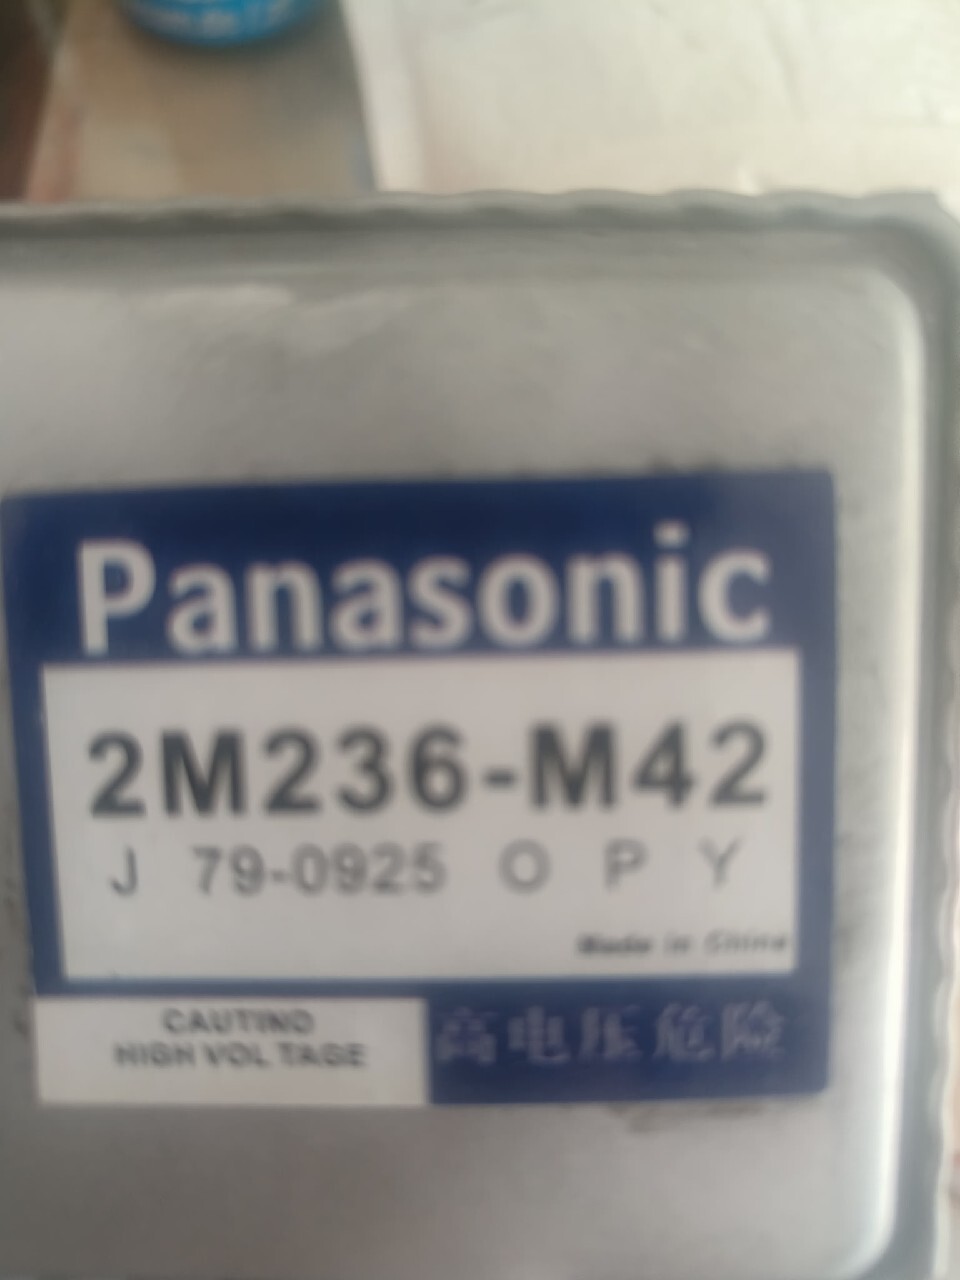 Panasonic
2M236-M42
J 79-0925 O P Y
Made in China
CAUTINO
HIGH VOL TAGE
高电压危险